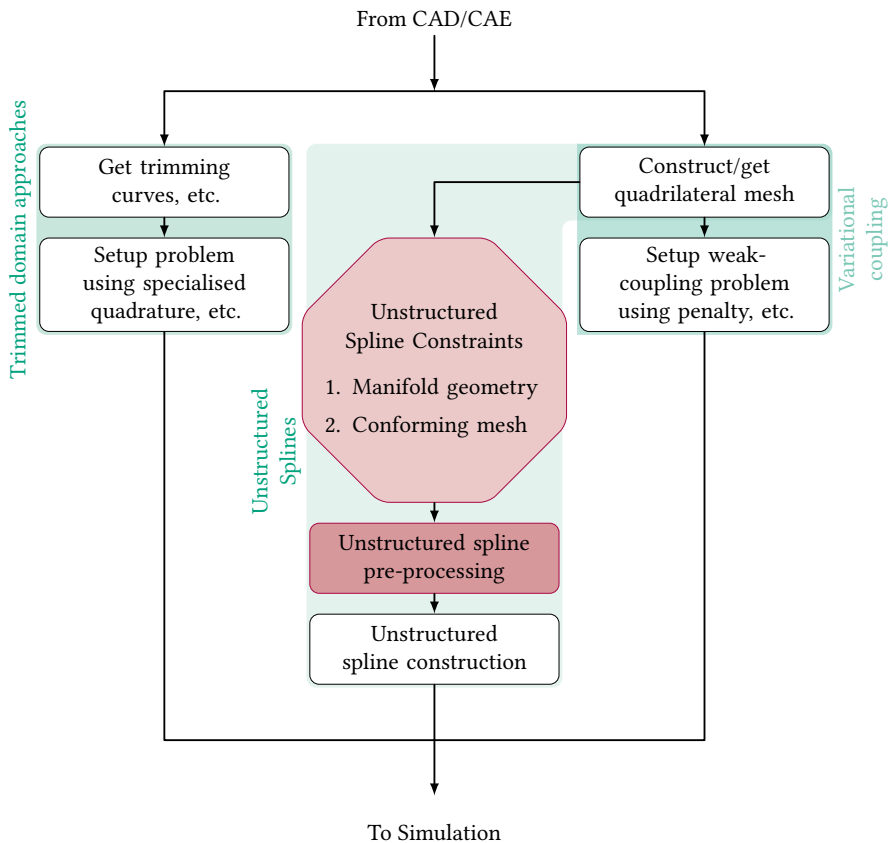 From CAD/CAE
Trimmed domain approaches
Get trimming
curves, etc.
Setup problem
using specialised
quadrature, etc.
Construct/get
quadrilateral mesh
Setup weak-
coupling problem
using penalty, etc.
Variational
coupling
Unstructured
Spline Constraints
1. Manifold geometry
2. Conforming mesh
Unstructured
Splines
Unstructured spline
pre-processing
Unstructured
spline construction
To Simulation